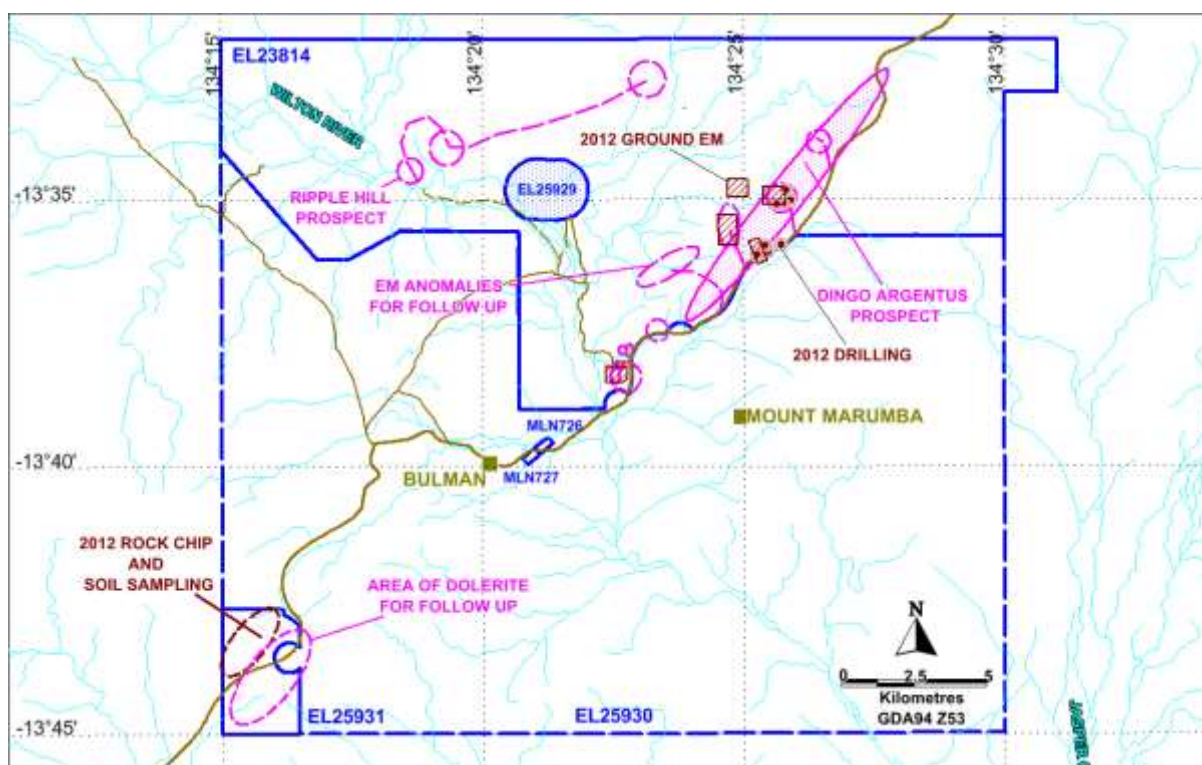 EL23814
134°15'
134°20'
134°25'
134°30'
WILTON RIVER
2012 GROUND EM
-13°35'
RIPPLE HILL
PROSPECT
EL25929
EM ANOMALIES
FOR FOLLOW-UP
DINGO ARGENTUS
PROSPECT
2012 DRILLING
MOUNT MARUMBA
MLN726
-13°40'
BULMAN
MLN727
2012 ROCK CHIP
AND
SOIL SAMPLING
AREA OF DOLERITE
FOR FOLLOW UP
N
0 2.5 5
Kilometres
GDA94 Z53
EL25931
EL25930
-13°45'